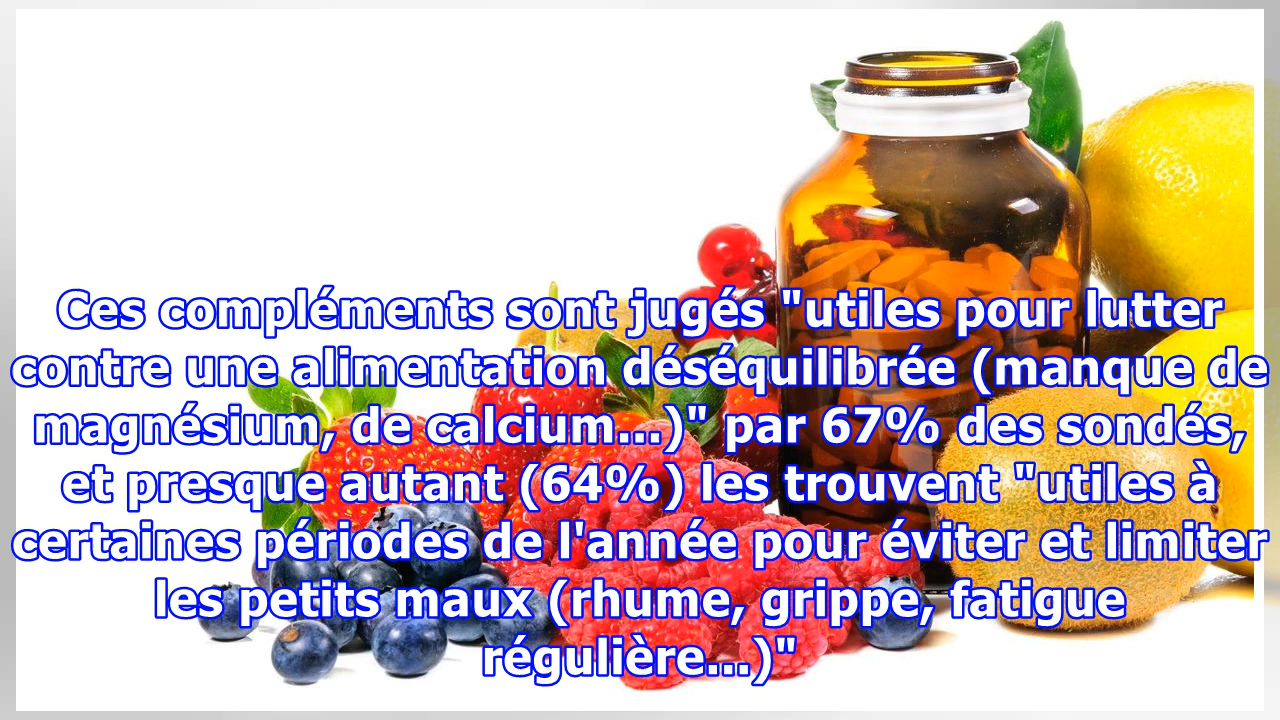 Ces compléments sont jugés "utiles pour lutter
contre une alimentation déséquilibrée (manque de
magnésium, de calcium...)" par 67% des sondés,
et presque autant (64%) les trouvent "utiles à
certaines périodes de l'année pour éviter et limiter
les petits maux (rhume, grippe, fatigue
régulière...)"